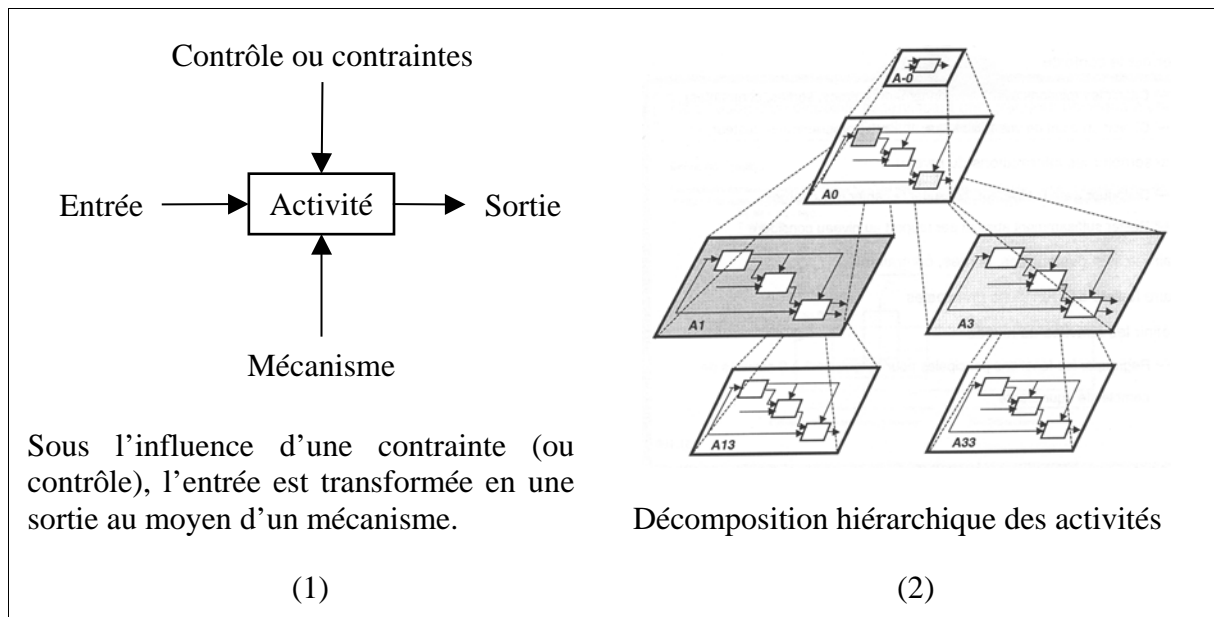 Contrôle ou contraintes
Entrée
Activité
Sortie
Mécanisme
Sous l’influence d’une contrainte (ou
contrôle), l’entrée est transformée en une
sortie au moyen d’un mécanisme.
(1)
A-0
A0
A1
A3
A13
A33
Décomposition hiérarchique des activités
(2)